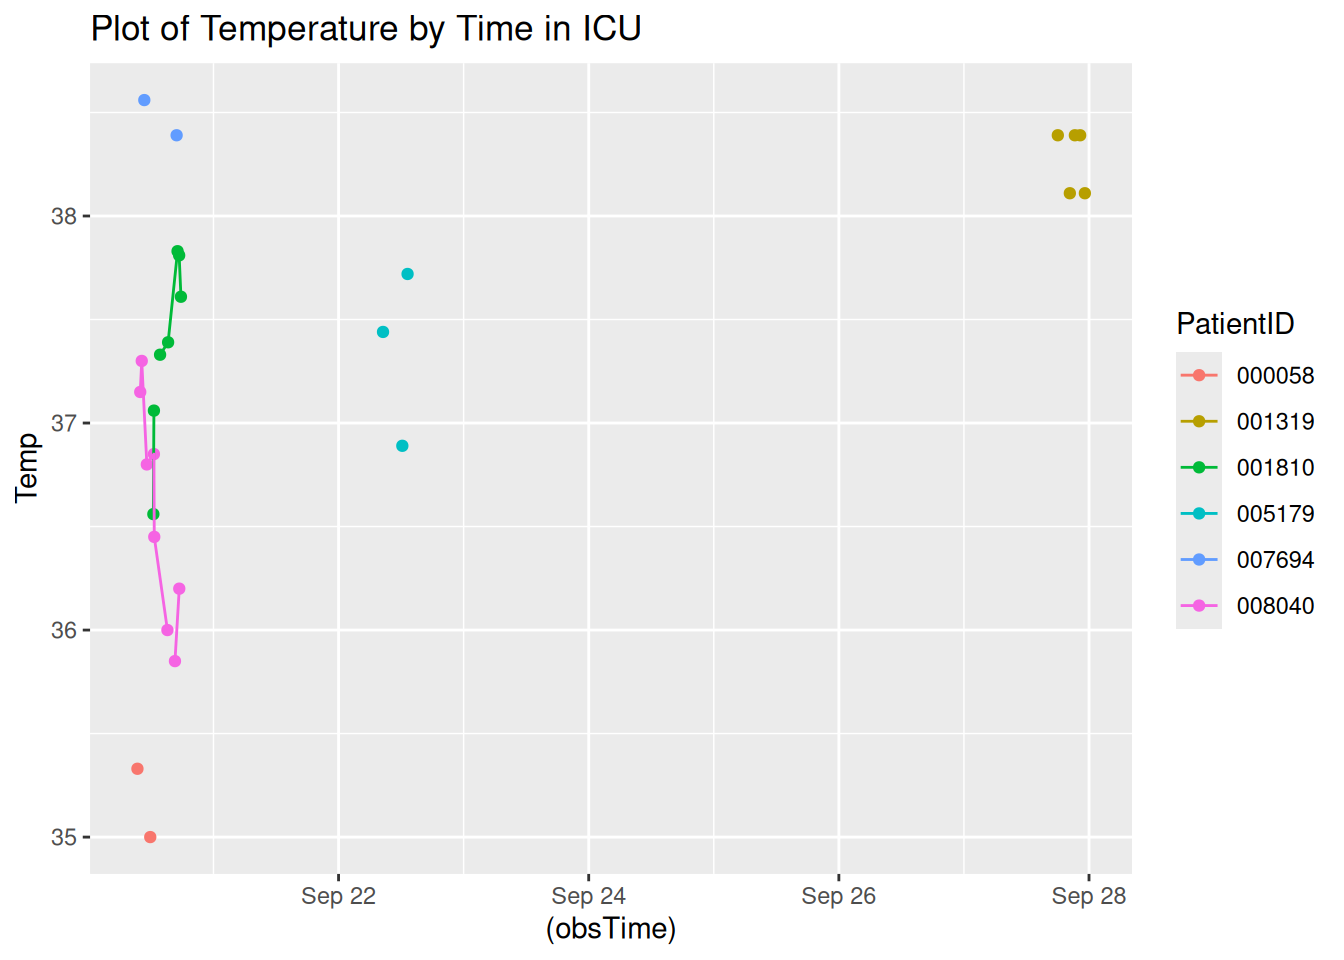 Plot of Temperature by Time in ICU
38
37
36
35
Temp
Sep 22
Sep 24
Sep 26
Sep 28
(obsTime)
PatientID
000058
001319
001810
005179
007694
008040